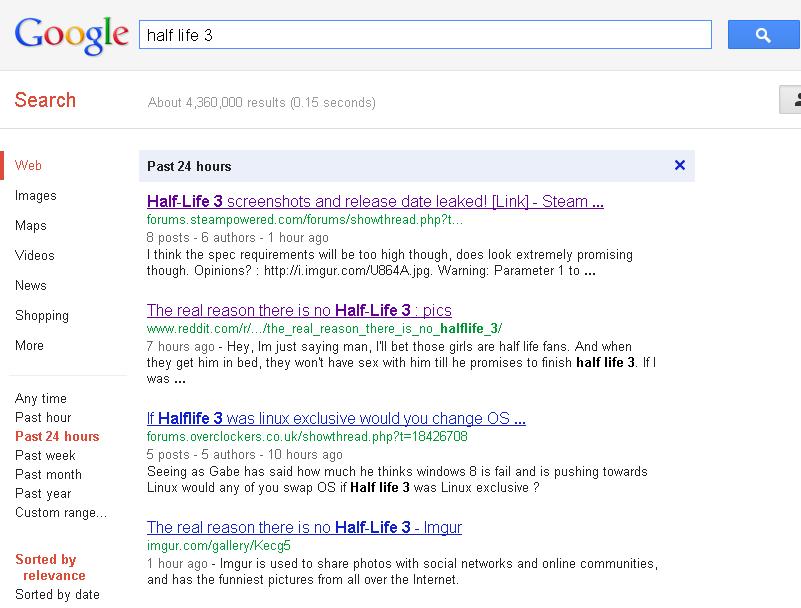 Google
half life 3
Search
About 4,360,000 results (0.15 seconds)
Web
Images
Maps
Videos
News
Shopping
More
Any time
Past hour
Past 24 hours
Past week
Past month
Past year
Custom range...
Sorted by
relevance
Sorted by date
Past 24 hours
Half-Life 3 screenshots and release date leaked! [Link] - Steam ...
forums.steampowered.com/forums/showthread.php?t...
8 posts - 6 authors - 1 hour ago
I think the spec requirements will be too high though, does look extremely promising
though. Opinions? : http://i.imgur.com/U864A.jpg. Warning: Parameter 1 to ...
The real reason there is no Half-Life 3 : pics
www.reddit.com/r/.../the_real_reason_there_is_no_halflife_3/
7 hours ago - Hey, Im just saying man, I'll bet those girls are half life fans. And when
they get him in bed, they won't have sex with him till he promises to finish half life 3. If I
was ...
If Halflife 3 was linux exclusive would you change OS ...
forums.overclockers.co.uk/showthread.php?t=18426708
5 posts - 5 authors - 10 hours ago
Seeing as Gabe has said how much he thinks windows 8 is fail and is pushing towards
Linux would any of you swap OS if Half life 3 was Linux exclusive ?
The real reason there is no Half-Life 3 - Imgur
imgur.com/gallery/Kecg5
1 hour ago - Imgur is used to share photos with social networks and online communities,
and has the funniest pictures from all over the Internet.